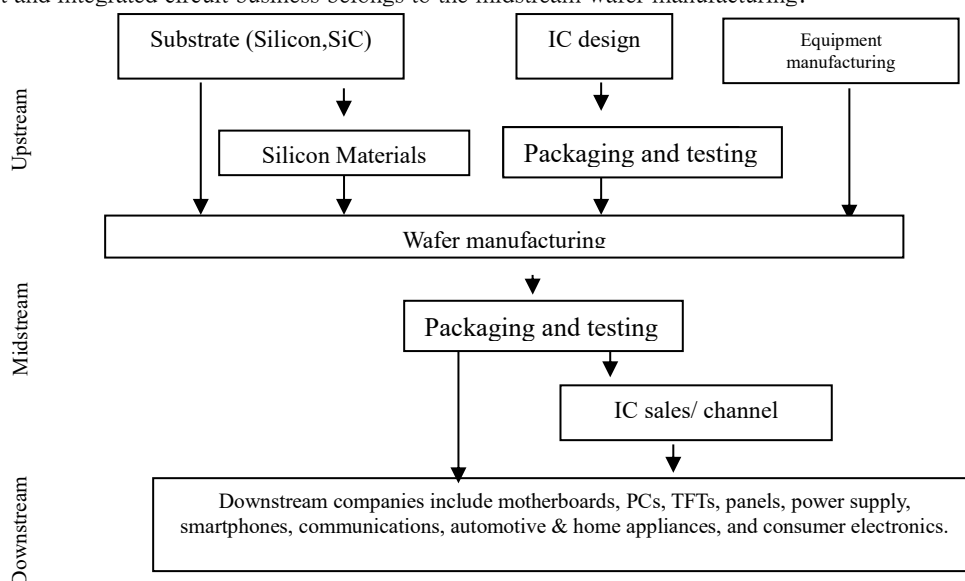 t and integrated circuit business belongs to the midstream wafer manufacturing.
Substrate (Silicon,SiC)
IC design
Equipment
manufacturing
Upstream
Silicon Materials
Packaging and testing
Wafer manufacturing
Midstream
Packaging and testing
IC sales/ channel
Downstream
Downstream companies include motherboards, PCs, TFTs, panels, power supply,
smartphones, communications, automotive & home appliances, and consumer electronics.